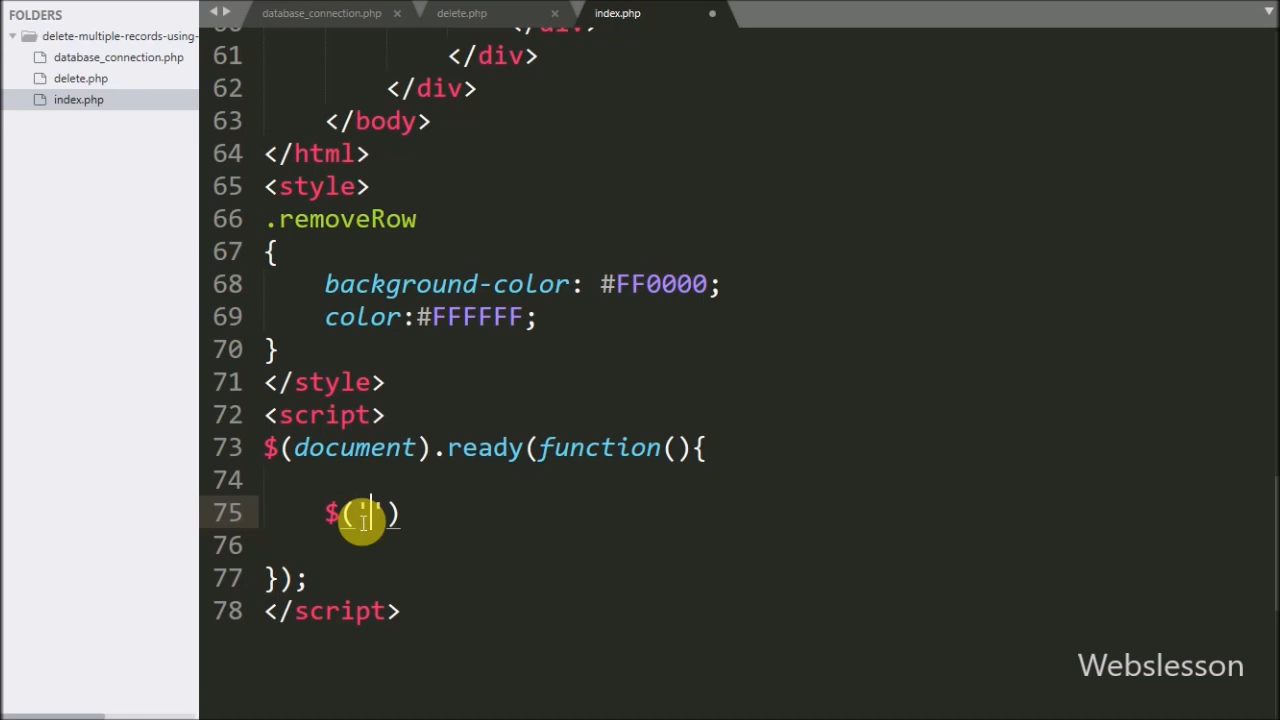 FOLDERS
delete-multiple-records-using-
database_connection.php
delete.php
index.php
database_connection.php
delete.php
index.php
60 </div>
61 </div>
62 </div>
63 </body>
64 </html>
65 <style>
66 .removeRow
67 {
68 background-color: #FF0000;
69 color:#FFFFFF;
70 }
71 </style>
72 <script>
73 $(document).ready(function(){
74
75 $('')
76
77 });
78 </script>
Webslesson